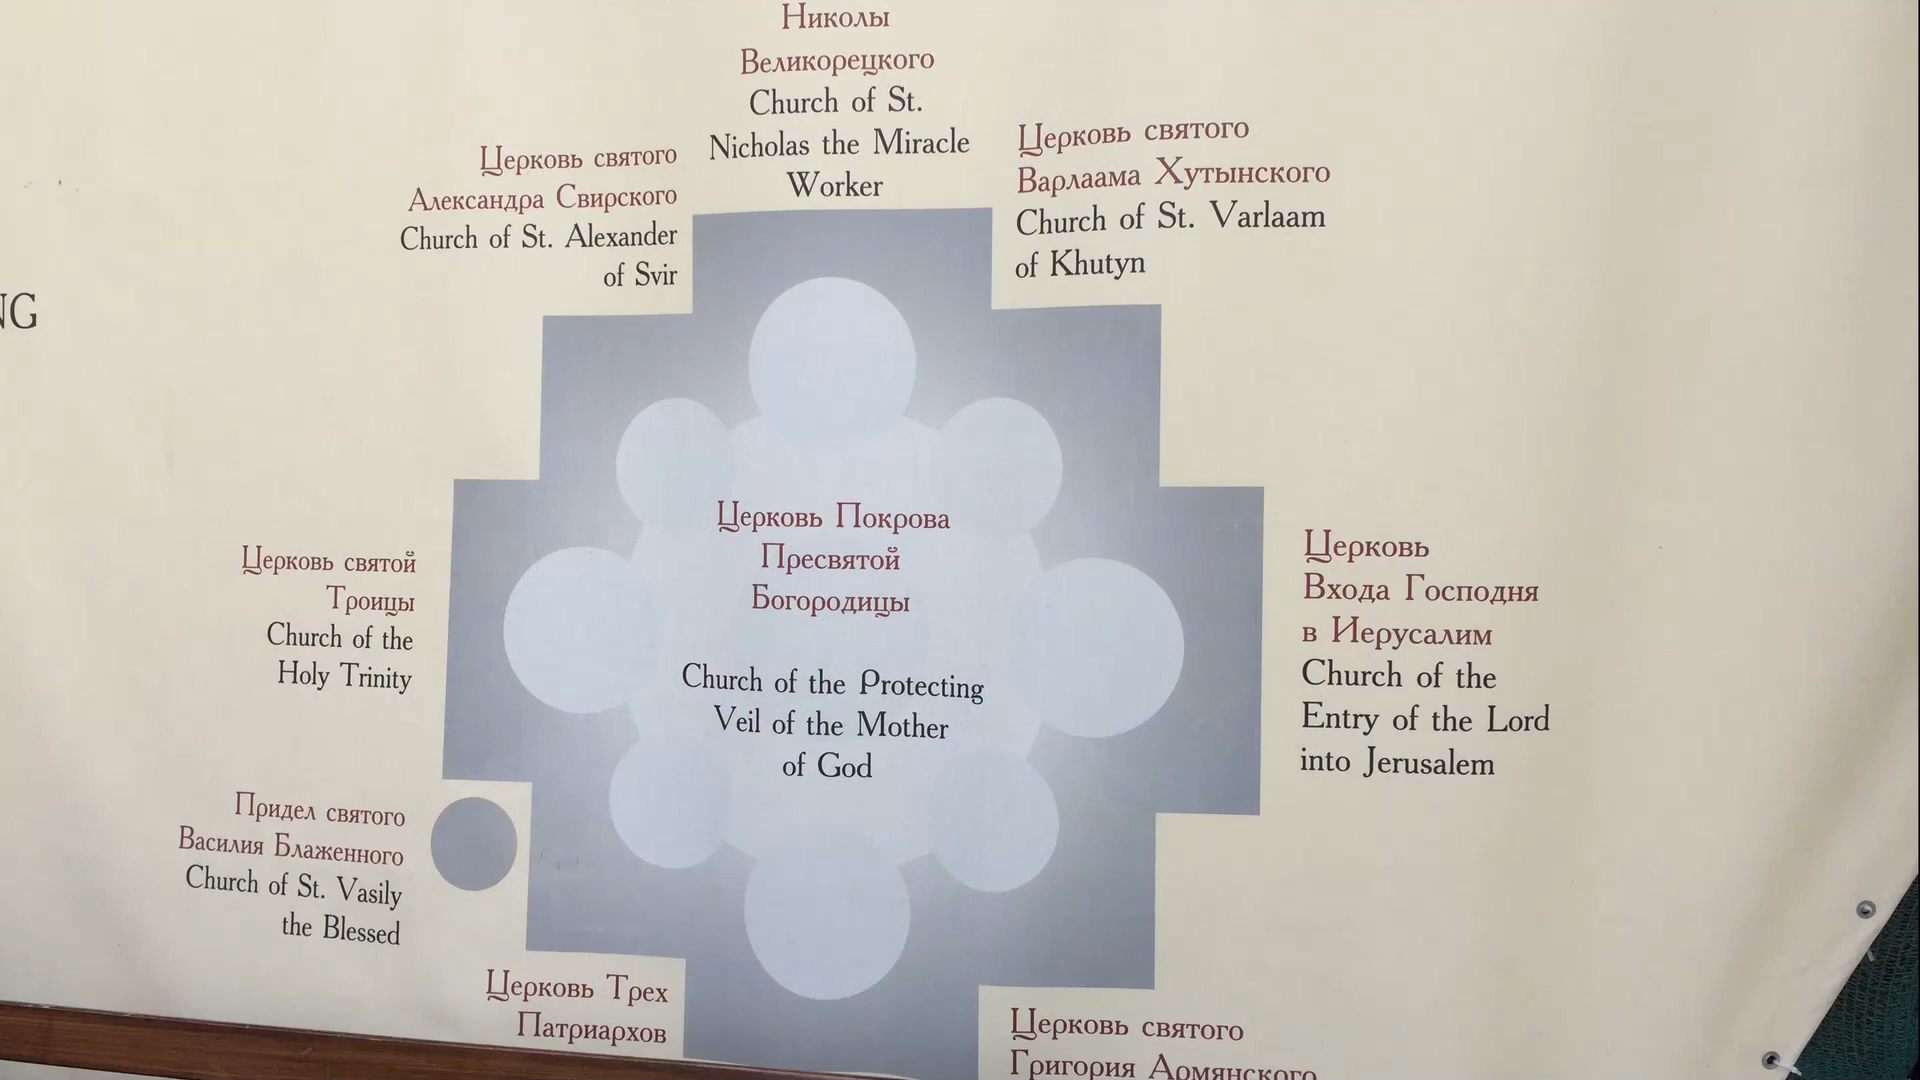 Николы
Великорецкого
Church of St.
Nicholas the Miracle
Worker
Церковь святого
Александра Свирского
Church of St. Alexander
of Svir
Церковь святого
Варлаама Хутынского
Church of St. Varlaam
of Khutyn
NG
Церковь Покрова
Пресвятой
Богородицы
Church of the Protecting
Veil of the Mother
of God
Церковь святой
Троицы
Church of the
Holy Trinity
Церковь
Входа Господня
в Иерусалим
Church of the
Entry of the Lord
into Jerusalem
Придел святого
Василия Блаженного
Church of St. Vasily
the Blessed
Церковь Трех
Патриархов
Церковь святого
Григория Армянского